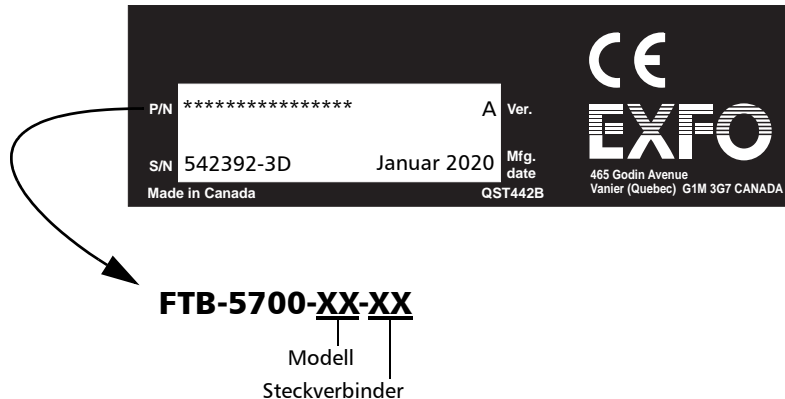 CE
EXFO
P/N *************** A Ver.
S/N 542392-3D Januar 2020 Mfg. date
Made in Canada QST442B
465 Godin Avenue
Vanier (Quebec) G1M 3G7 CANADA
FTB-5700-XX-XX
Modell
Steckverbinder